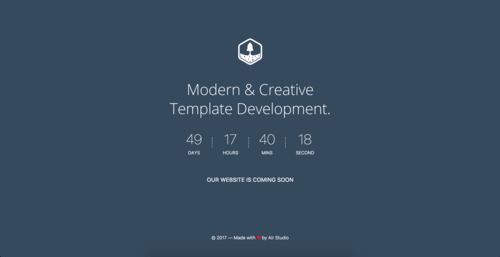 Modern & Creative
Template Development.
49 17 40 18
DAYS HOURS MINS SECOND
OUR WEBSITE IS COMING SOON
© 2017 — Made with ❤ by Air Studio